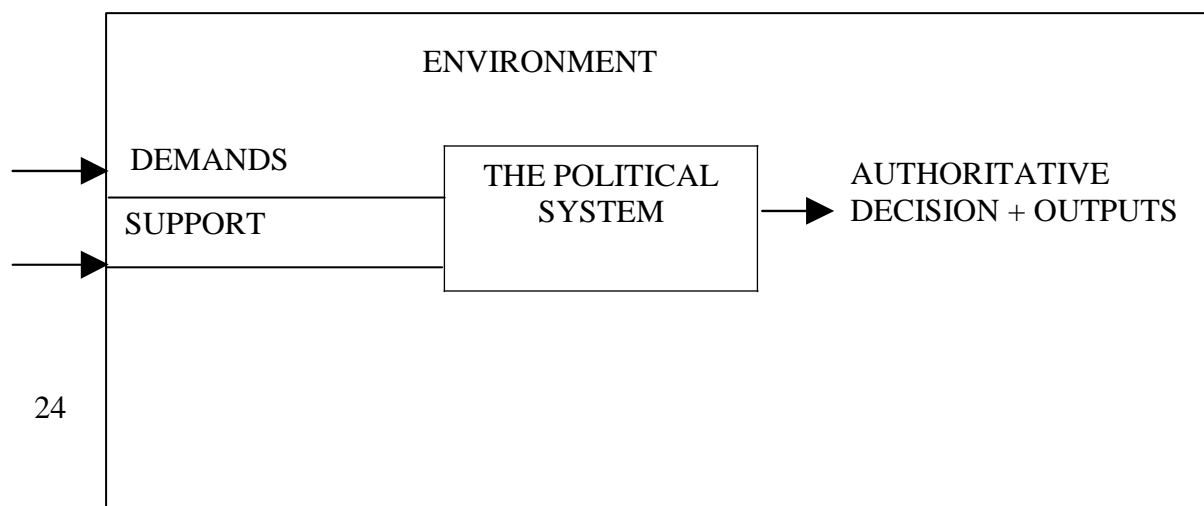 ENVIRONMENT
DEMANDS
SUPPORT
THE POLITICAL
SYSTEM
AUTHORITATIVE
DECISION + OUTPUTS
24